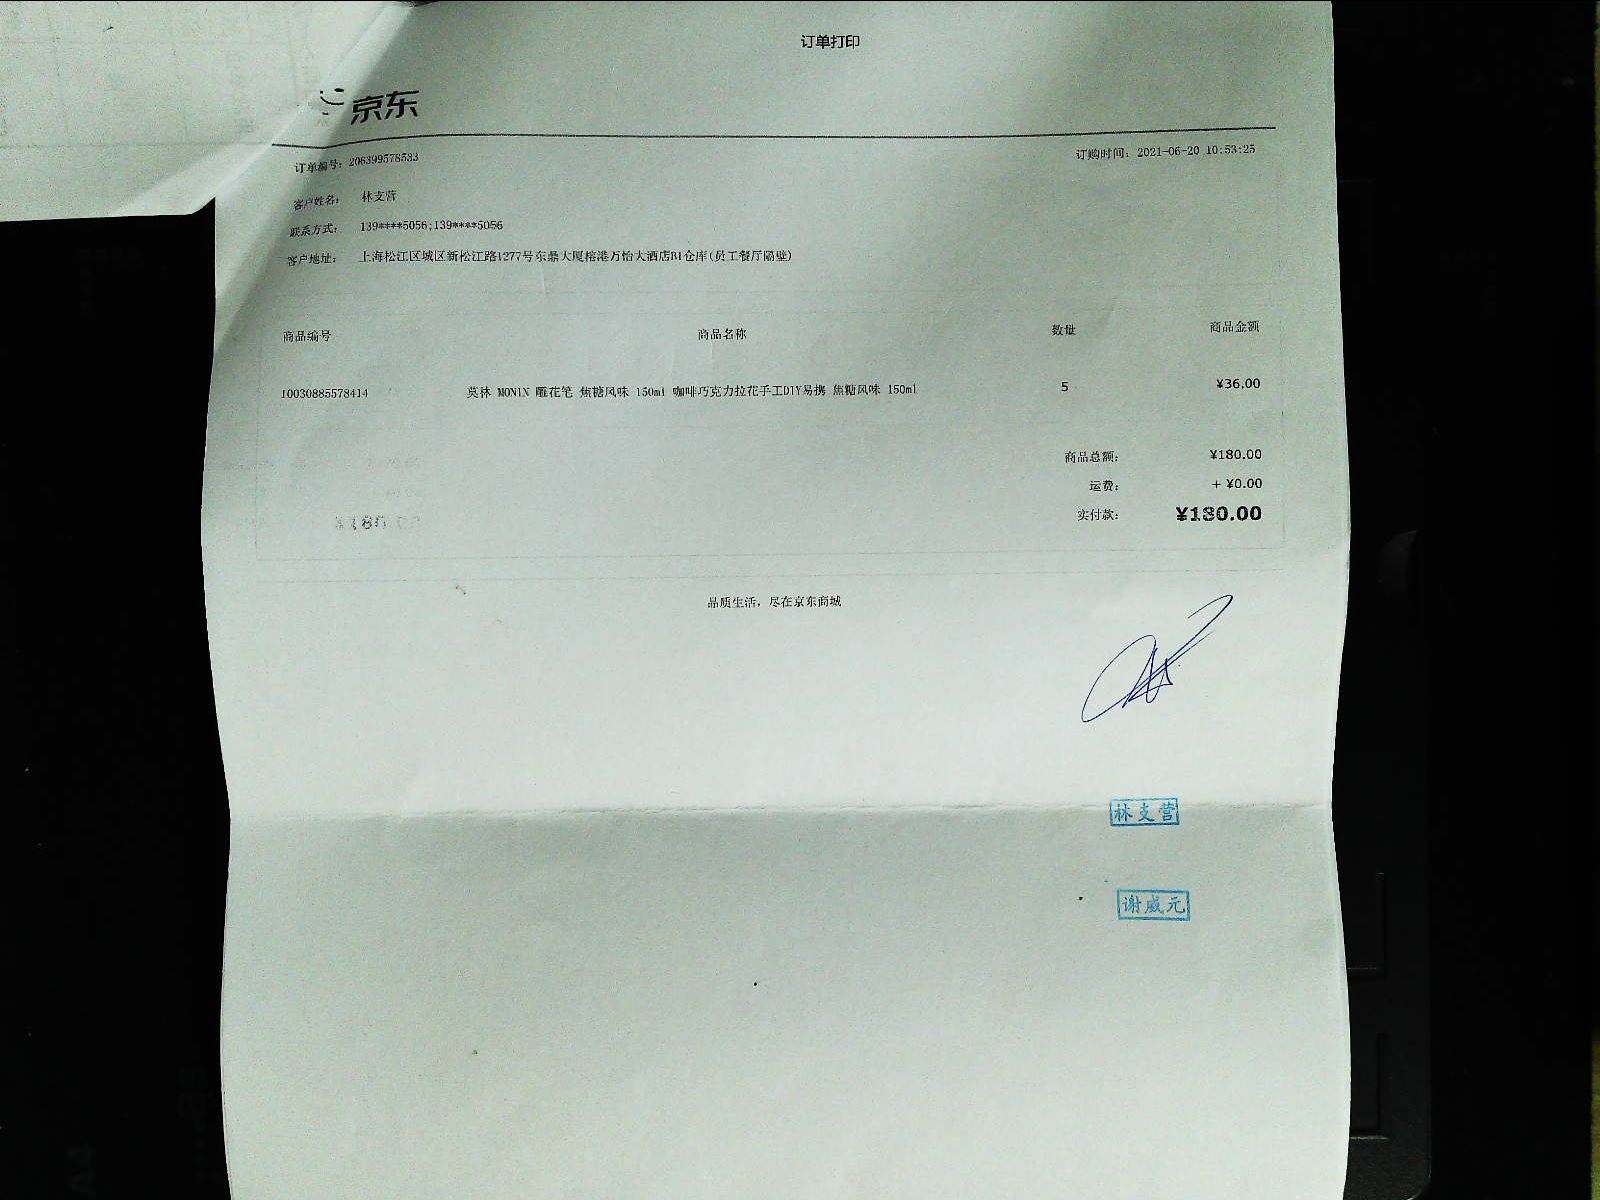 订单打印
京东
订单编号：206399578533
订购时间：2021-06-20 10:53:25
客户姓名： 林支营
联系方式： 139****5056;139****5056
客户地址： 上海松江区城区新松江路1277号东鼎大厦榕港万怡大酒店B1仓库(员工餐厅隔壁)
商品编号 商品名称 数量 商品金额
10030885578414 莫林 MONIN 雕花笔 焦糖风味 150ml 咖啡巧克力拉花手工DIY易携 焦糖风味 150ml 5 ¥36.00
商品总额： ¥180.00
运费： + ¥0.00
实付款： ¥180.00
品质生活，尽在京东商城
林支营
谢威元